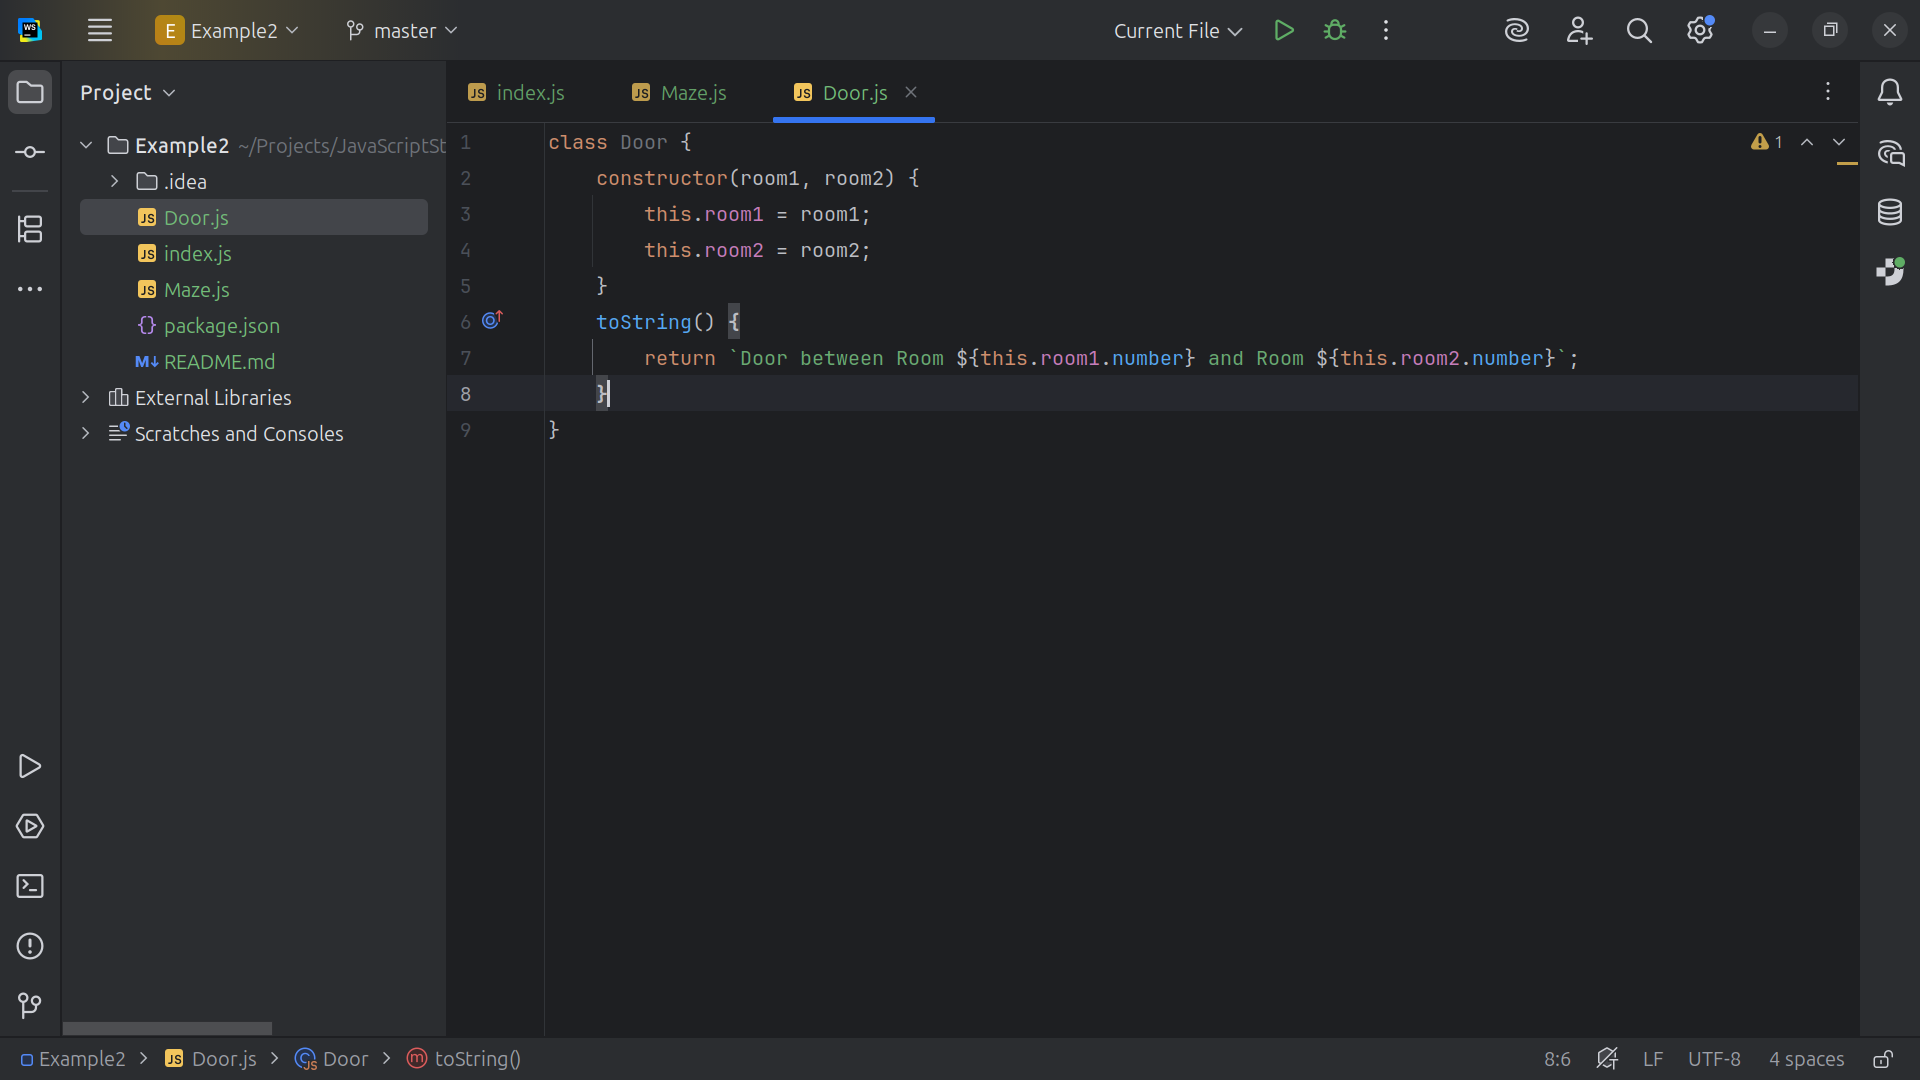 WS
E Example2
master
Current File
Project
JS index.js
JS Maze.js
JS Door.js
Example2 ~/Projects/JavaScriptSt
.idea
JS Door.js
JS index.js
JS Maze.js
{} package.json
M↓ README.md
External Libraries
Scratches and Consoles
1 class Door {
2 constructor(room1, room2) {
3 this.room1 = room1;
4 this.room2 = room2;
5 }
6 toString() {
7 return `Door between Room ${this.room1.number} and Room ${this.room2.number}`;
8 }
9 }
1
Example2 > JS Door.js > Door > m toString()
8:6 LF UTF-8 4 spaces